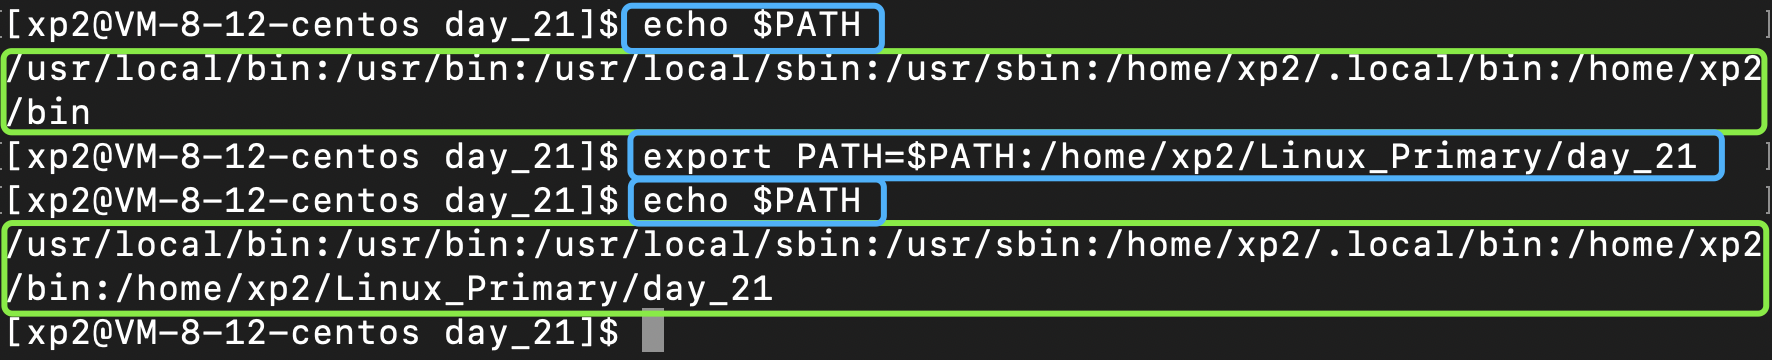 [xp2@VM-8-12-centos day_21]$ echo $PATH ]
/usr/local/bin:/usr/bin:/usr/local/sbin:/usr/sbin:/home/xp2/.local/bin:/home/xp2
/bin
[xp2@VM-8-12-centos day_21]$ export PATH=$PATH:/home/xp2/Linux_Primary/day_21 ]
[xp2@VM-8-12-centos day_21]$ echo $PATH ]
/usr/local/bin:/usr/bin:/usr/local/sbin:/usr/sbin:/home/xp2/.local/bin:/home/xp2
/bin:/home/xp2/Linux_Primary/day_21
[xp2@VM-8-12-centos day_21]$